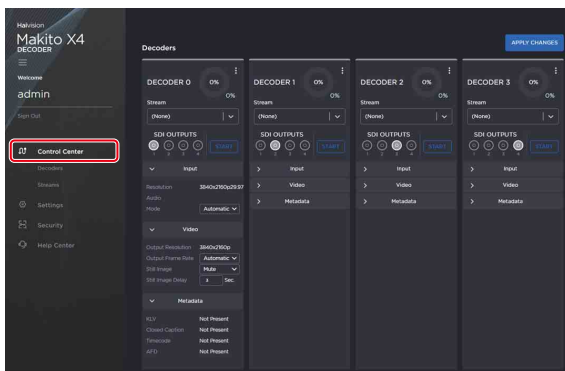 Haivision
Makito X4
DECODER
Welcome
admin
Sign Out
Control Center
Decoders
Streams
Settings
Security
Help Center
Decoders
APPLY CHANGES
DECODER 0
0%
0%
Stream
(None)
SDI OUTPUTS
1 2 3 4
START
Input
Resolution 3840x2160p29.97
Audio
Mode Automatic
Video
Output Resolution 3840x2160p
Output Frame Rate Automatic
Still Image Mute
Still Image Delay 3 Sec.
Metadata
KLV Not Present
Closed Caption Not Present
Timecode Not Present
AFD Not Present
DECODER 1
0%
0%
Stream
(None)
SDI OUTPUTS
1 2 3 4
START
Input
Video
Metadata
DECODER 2
0%
0%
Stream
(None)
SDI OUTPUTS
1 2 3 4
START
Input
Video
Metadata
DECODER 3
0%
0%
Stream
(None)
SDI OUTPUTS
1 2 3 4
START
Input
Video
Metadata